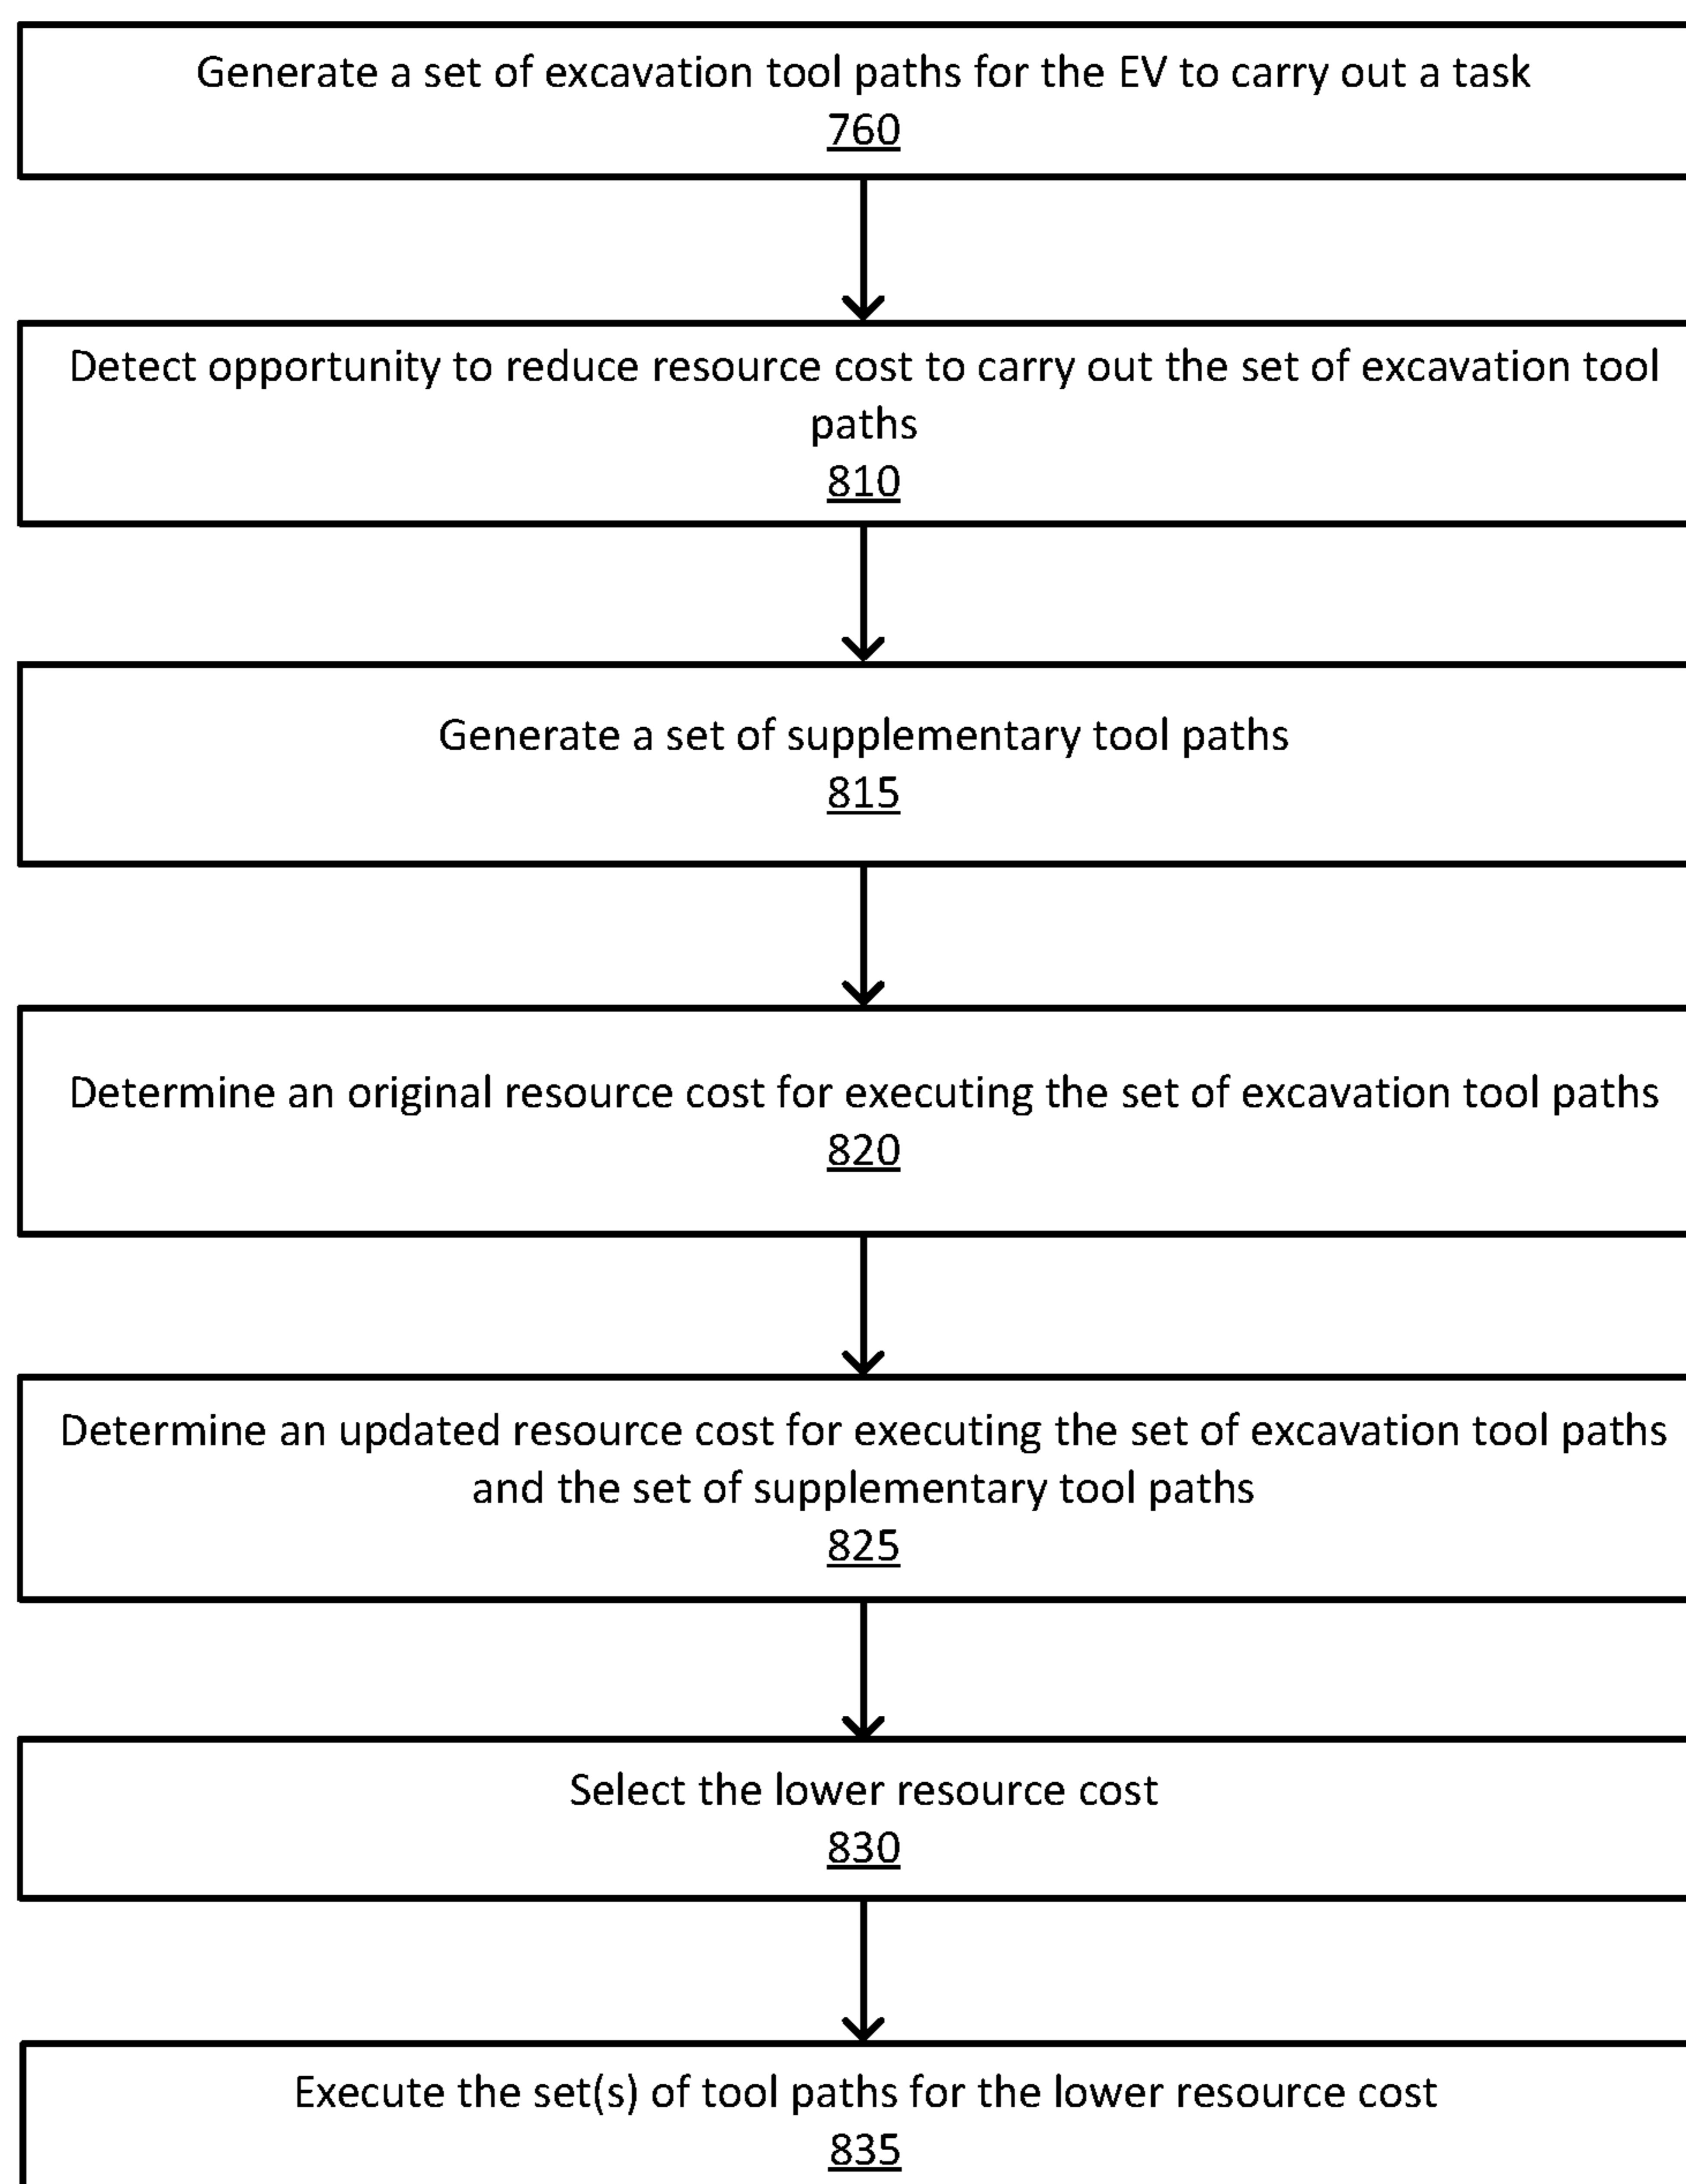 Generate a set of excavation tool paths for the EV to carry out a task
760
Detect opportunity to reduce resource cost to carry out the set of excavation tool
paths
810
Generate a set of supplementary tool paths
815
Determine an original resource cost for executing the set of excavation tool paths
820
Determine an updated resource cost for executing the set of excavation tool paths
and the set of supplementary tool paths
825
Select the lower resource cost
830
Execute the set(s) of tool paths for the lower resource cost
835